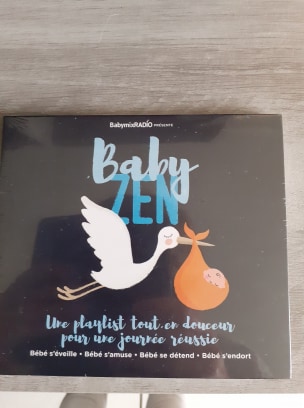 BabymixRADIO PRÉSENTE
Baby
ZEN
Une playlist tout en douceur
pour une journée réussie
Bébé s'éveille • Bébé s'amuse • Bébé se détend • Bébé s'endort